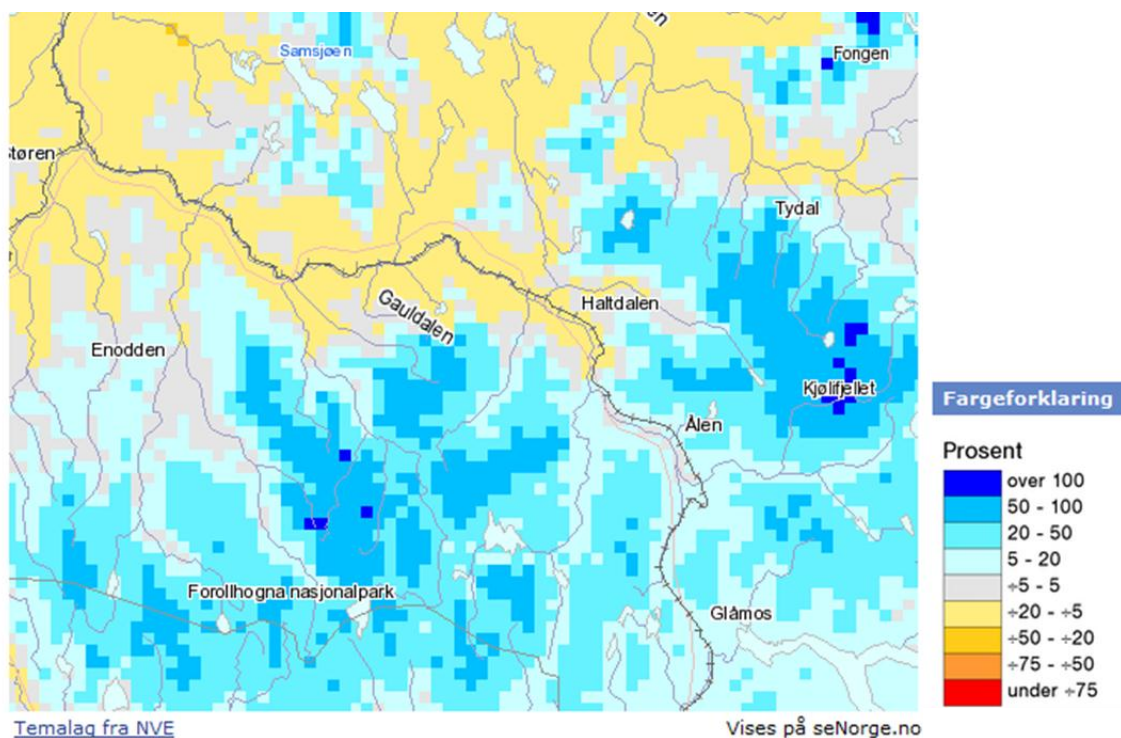 en
Samsjøen
Fongen
Støren
Tydal
Haltdalen
Gauldalen
Enodden
Kjølifjellet
Ålen
Forollhogna nasjonalpark
Glåmos
Temalag fra NVE
Vises på seNorge.no
Fargeforklaring
Prosent
over 100
50 - 100
20 - 50
5 - 20
÷5 - 5
÷20 - ÷5
÷50 - ÷20
÷75 - ÷50
under ÷75